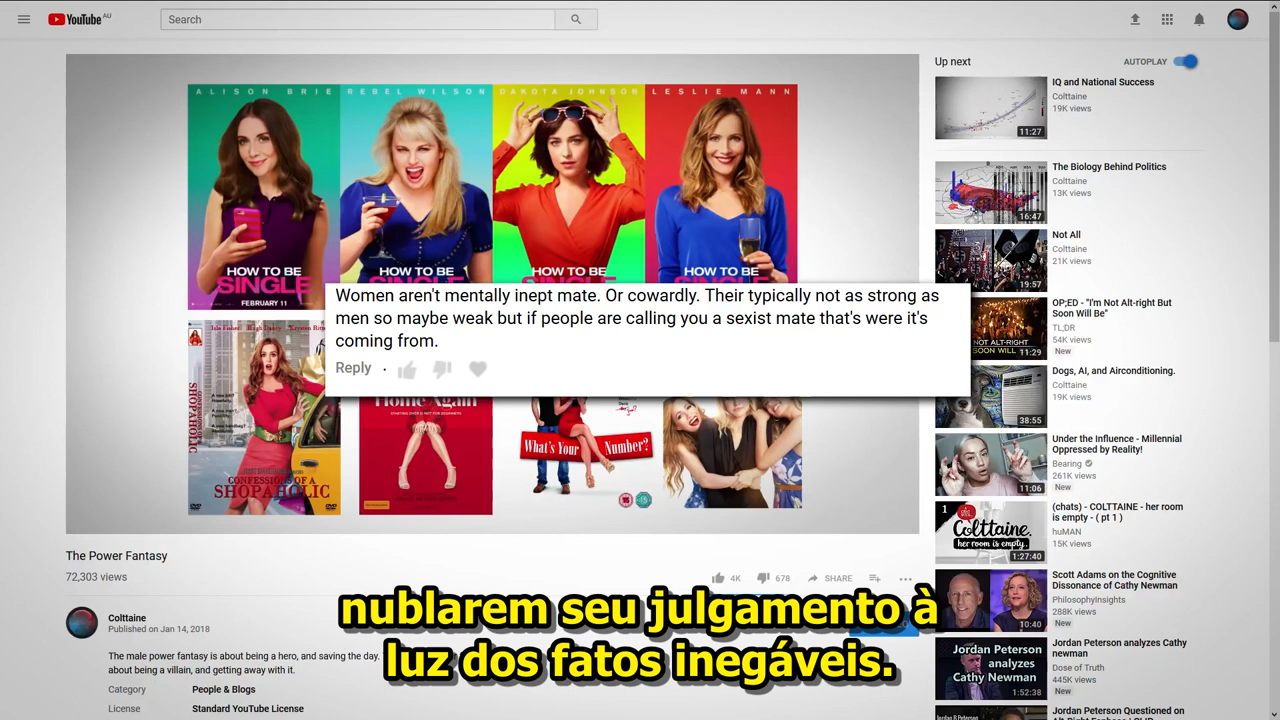 YouTube AU
Search
ALISON BRIE
REBEL WILSON
DAKOTA JOHNSON
LESLIE MANN
HOW TO BE
SINGLE
FEBRUARY 11
HOW TO BE
HOW TO BE
HOW TO BE
SINGLE
Women aren't mentally inept mate. Or cowardly. Their typically not as strong as
men so maybe weak but if people are calling you a sexist mate that's were it's
coming from.
Reply
CONFESSIONS of a
SHOPAHOLIC
Home Again
What's Your Number?
The Power Fantasy
72,303 views
4K
678
SHARE
Colttaine
Published on Jan 14, 2018
The male power fantasy is about being a hero, and saving the day,
about being a villain, and getting away with it.
Category
People & Blogs
License
Standard YouTube License
nublarem seu julgamento à
luz dos fatos inegáveis.
Up next
AUTOPLAY
IQ and National Success
Colttaine
19K views
11:27
The Biology Behind Politics
Colttaine
13K views
16:47
Not All
Colttaine
21K views
19:57
OP;ED - "I'm Not Alt-right But
Soon Will Be"
TL;DR
54K views
New
NOT ALT-RIGHT
SOON WILL
11:29
Dogs, AI, and Airconditioning.
Colttaine
19K views
38:55
Under the Influence - Millennial
Oppressed by Reality!
Bearing
261K views
New
11:06
(chats) - COLTTAINE - her room
is empty - ( pt 1 )
huMAN
15K views
1
Colttaine.
her room is empty.
1:27:40
Scott Adams on the Cognitive
Dissonance of Cathy Newman
PhilosophyInsights
288K views
New
10:40
Jordan Peterson analyzes Cathy
newman
Dose of Truth
445K views
New
Jordan Peterson
analyzes
Cathy Newman
1:52:38
Jordan Peterson Questioned on